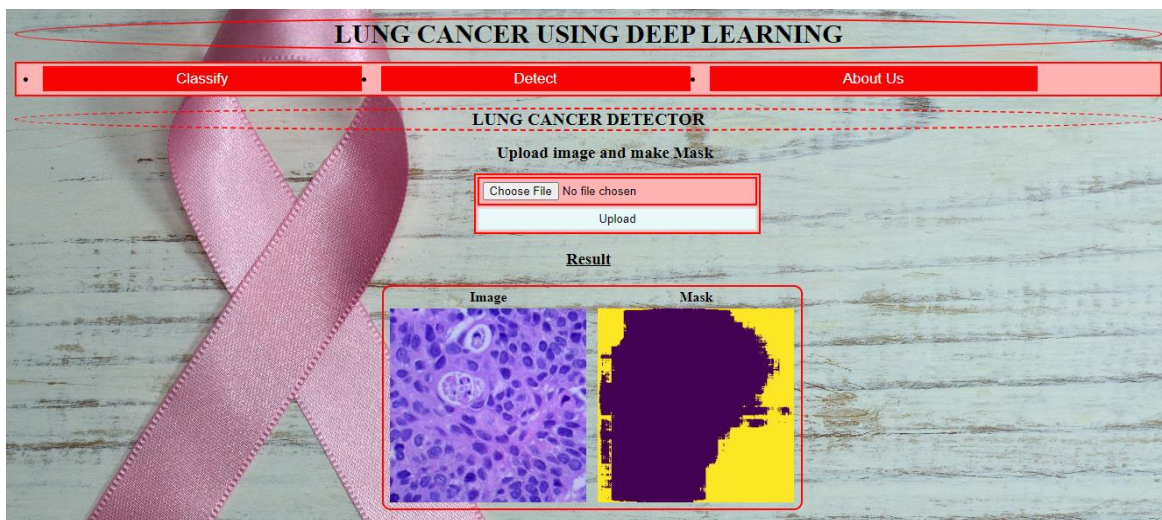 LUNG CANCER USING DEEP LEARNING
Classify Detect About Us
LUNG CANCER DETECTOR
Upload image and make Mask
Choose File No file chosen
Upload
Result
Image Mask